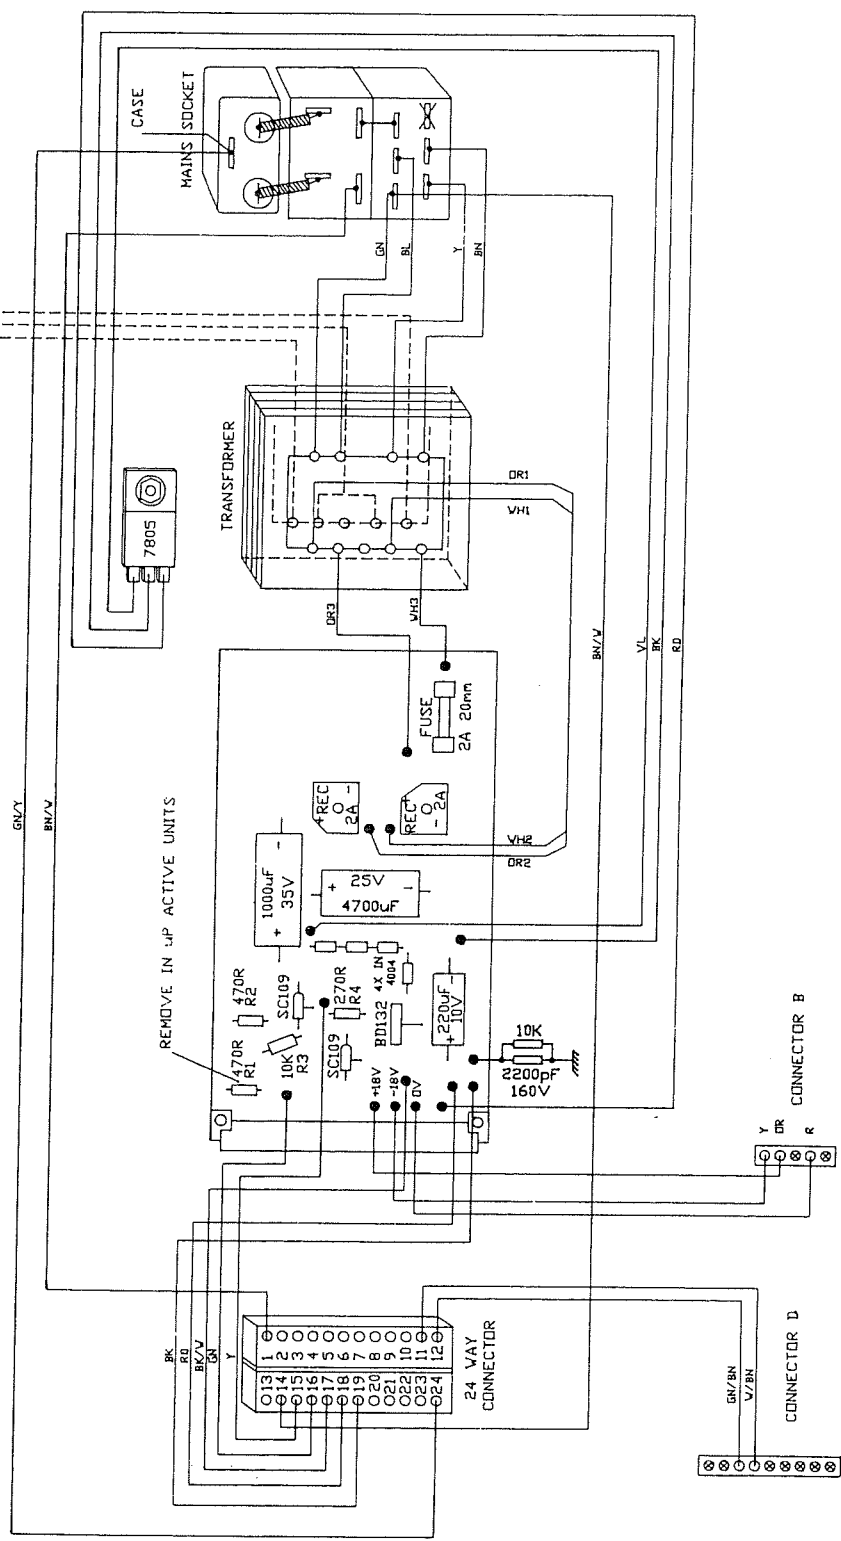 CASE
MAINS SOCKET
GN
BL
Y
BN
TRANSFORMER
7805
OR1
WH1
OR3
WH3
BN/W
VL
BK
RD
GN/Y
BN/W
REMOVE IN uP ACTIVE UNITS
FUSE
2A 20mm
+REC -
2A
REC+
- 2A
WH2
OR2
1000uF
35V
+ -
25V
4700uF
+ -
470R
R2
SC109
470R
R1
10K
R3
SC109
270R
R4
4X IN
4004
BD132
220uF
10V
+ -
+18V
-18V
0V
10K
2200pF
160V
CONNECTOR B
Y
OR
R
BK
RD
BK/W
GN
Y
1 2 3 4 5 6 7 8 9 10 11 12
13 14 15 16 17 18 19 20 21 22 23 24
24 WAY
CONNECTOR
GN/BN
W/BN
CONNECTOR D